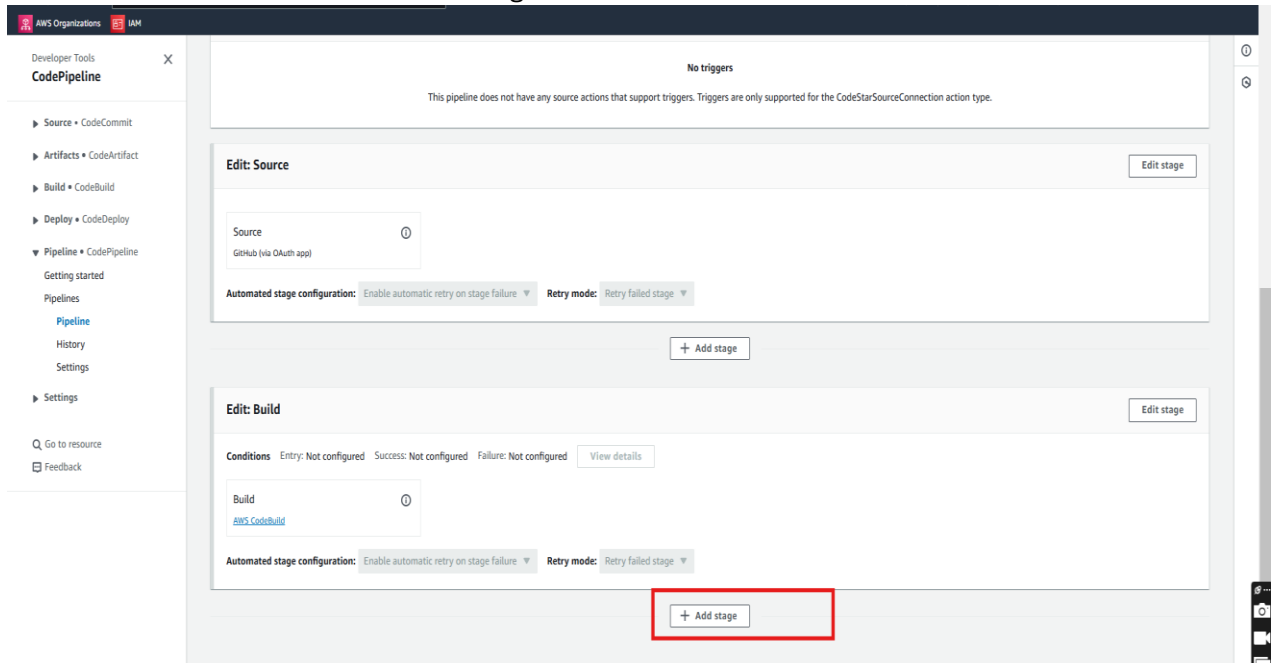 AWS Organizations IAM
Developer Tools X
CodePipeline
Source • CodeCommit
Artifacts • CodeArtifact
Build • CodeBuild
Deploy • CodeDeploy
Pipeline • CodePipeline
Getting started
Pipelines
Pipeline
History
Settings
Settings
Go to resource
Feedback
No triggers
This pipeline does not have any source actions that support triggers. Triggers are only supported for the CodeStarSourceConnection action type.
Edit: Source Edit stage
Source
GitHub (via OAuth app)
Automated stage configuration: Enable automatic retry on stage failure Retry mode: Retry failed stage
+ Add stage
Edit: Build Edit stage
Conditions Entry: Not configured Success: Not configured Failure: Not configured View details
Build
AWS CodeBuild
Automated stage configuration: Enable automatic retry on stage failure Retry mode: Retry failed stage
+ Add stage